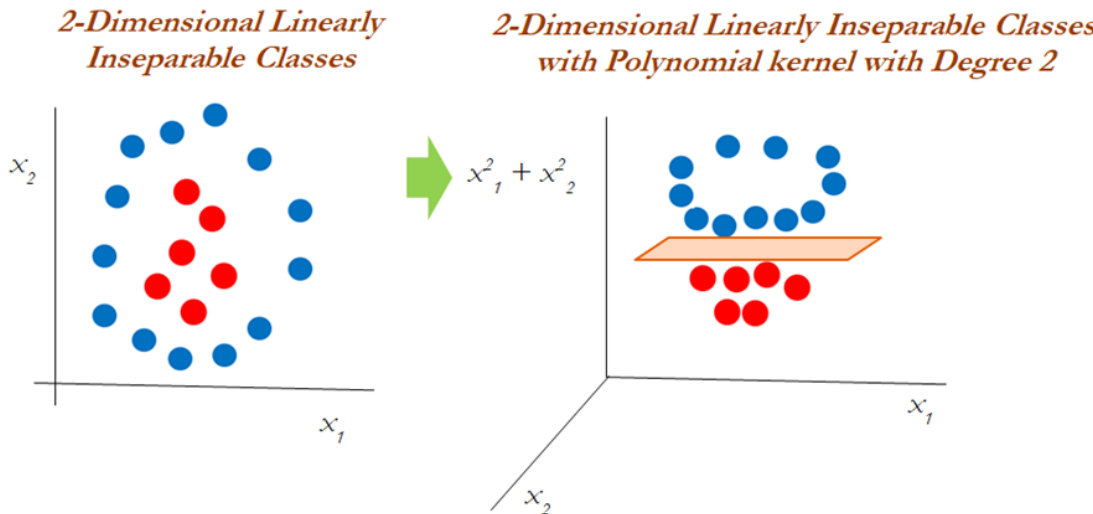 2-Dimensional Linearly
Inseparable Classes
x₂
x₁
2-Dimensional Linearly Inseparable Classes
with Polynomial kernel with Degree 2
x²₁ + x²₂
x₁
x₂